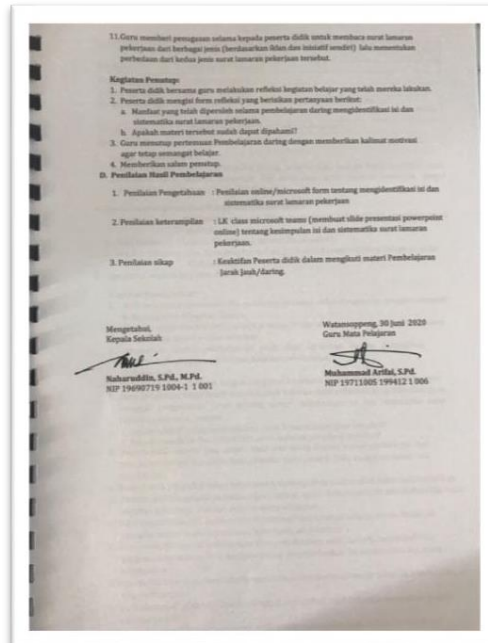 11. Guru memberi penugasan selama kepada peserta didik untuk membaca surat lamaran
pekerjaan dari berbagai jenis (berdasarkan iklan dan inisiatif sendiri) lalu menentukan
perbedaan dari kedua jenis surat lamaran pekerjaan tersebut.
Kegiatan Penutup:
1. Peserta didik bersama guru melakukan refleksi kegiatan belajar yang telah mereka lakukan.
2. Peserta didik mengisi form refleksi yang berisikan pertanyaan berikut:
a. Manfaat yang telah diperoleh selama pembelajaran daring mengidentifikasi isi dan
sistematika surat lamaran pekerjaan.
b. Apakah materi tersebut sudah dapat dipahami?
3. Guru menutup pertemuan Pembelajaran daring dengan memberikan kalimat motivasi
agar tetap semangat belajar.
4. Memberikan salam penutup.
D. Penilaian Hasil Pembelajaran
1. Penilaian Pengetahuan : Penilaian online/microsoft form tentang mengidentifikasi isi dan
sistematika surat lamaran pekerjaan
2. Penilaian keterampilan : LK class microsoft teams (membuat slide presentasi powerpoint
online) tentang kesimpulan isi dan sistematika surat lamaran
pekerjaan.
3. Penilaian sikap : Keaktifan Peserta didik dalam mengikuti materi Pembelajaran
Jarak Jauh/daring.
Mengetahui,
Kepala Sekolah
Naharuddin, S.Pd., M.Pd.
NIP 19690719 1004-1 1 001
Watansoppeng, 30 Juni 2020
Guru Mata Pelajaran
Muhammad Arifai, S.Pd.
NIP 19711005 199412 1 006